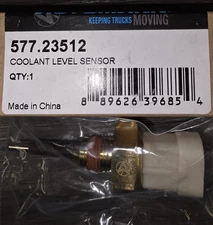 KEEPING TRUCKS MOVING
577.23512
COOLANT LEVEL SENSOR
QTY:1
Made in China
8 89626 39685 4